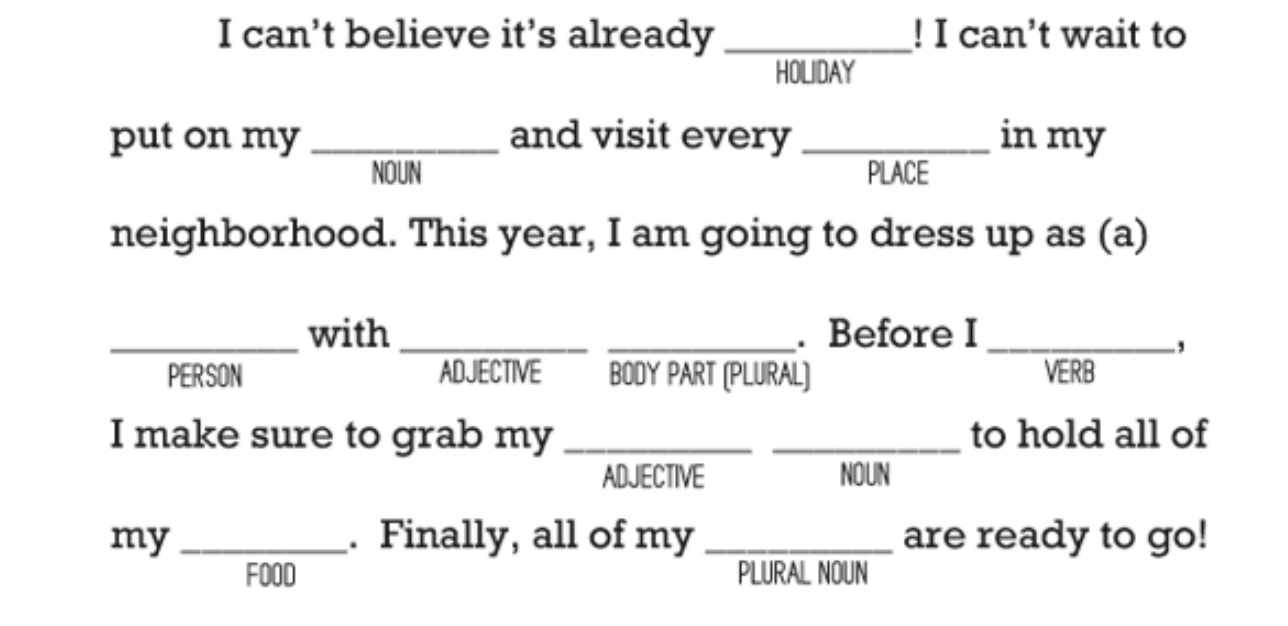 I can't believe it's already _________! I can't wait to
HOLIDAY
put on my _________ and visit every _________ in my
NOUN PLACE
neighborhood. This year, I am going to dress up as (a)
_________ with _________ _________. Before I _________,
PERSON ADJECTIVE BODY PART (PLURAL) VERB
I make sure to grab my _________ _________ to hold all of
ADJECTIVE NOUN
my ________. Finally, all of my _________ are ready to go!
FOOD PLURAL NOUN